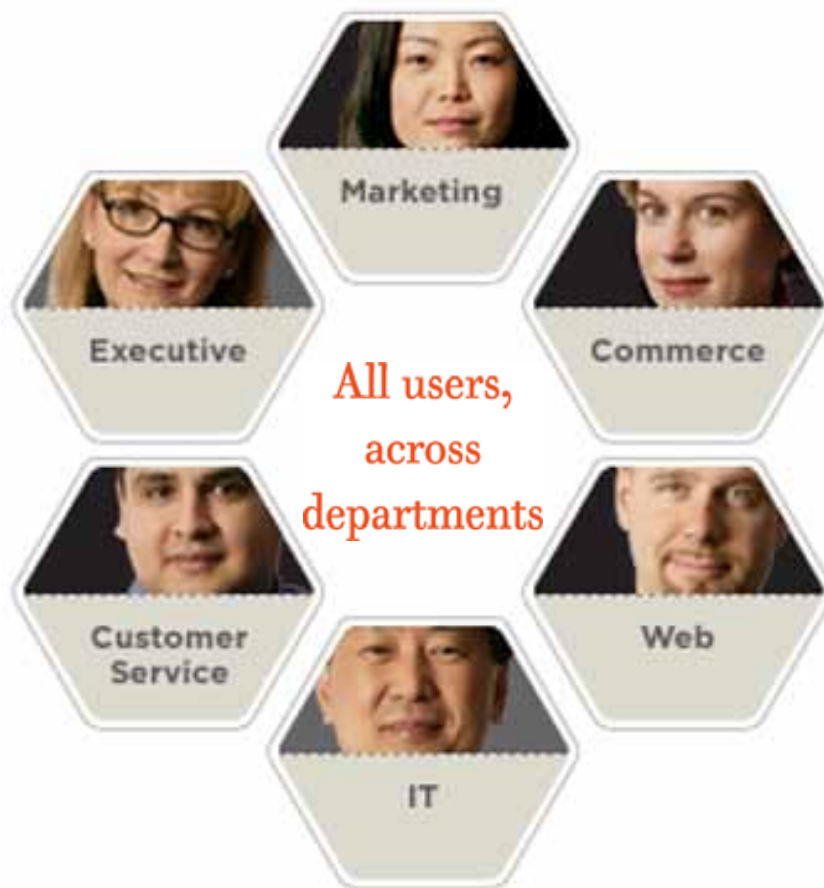 Marketing
Executive
Commerce
All users,
across
departments
Customer
Service
Web
IT